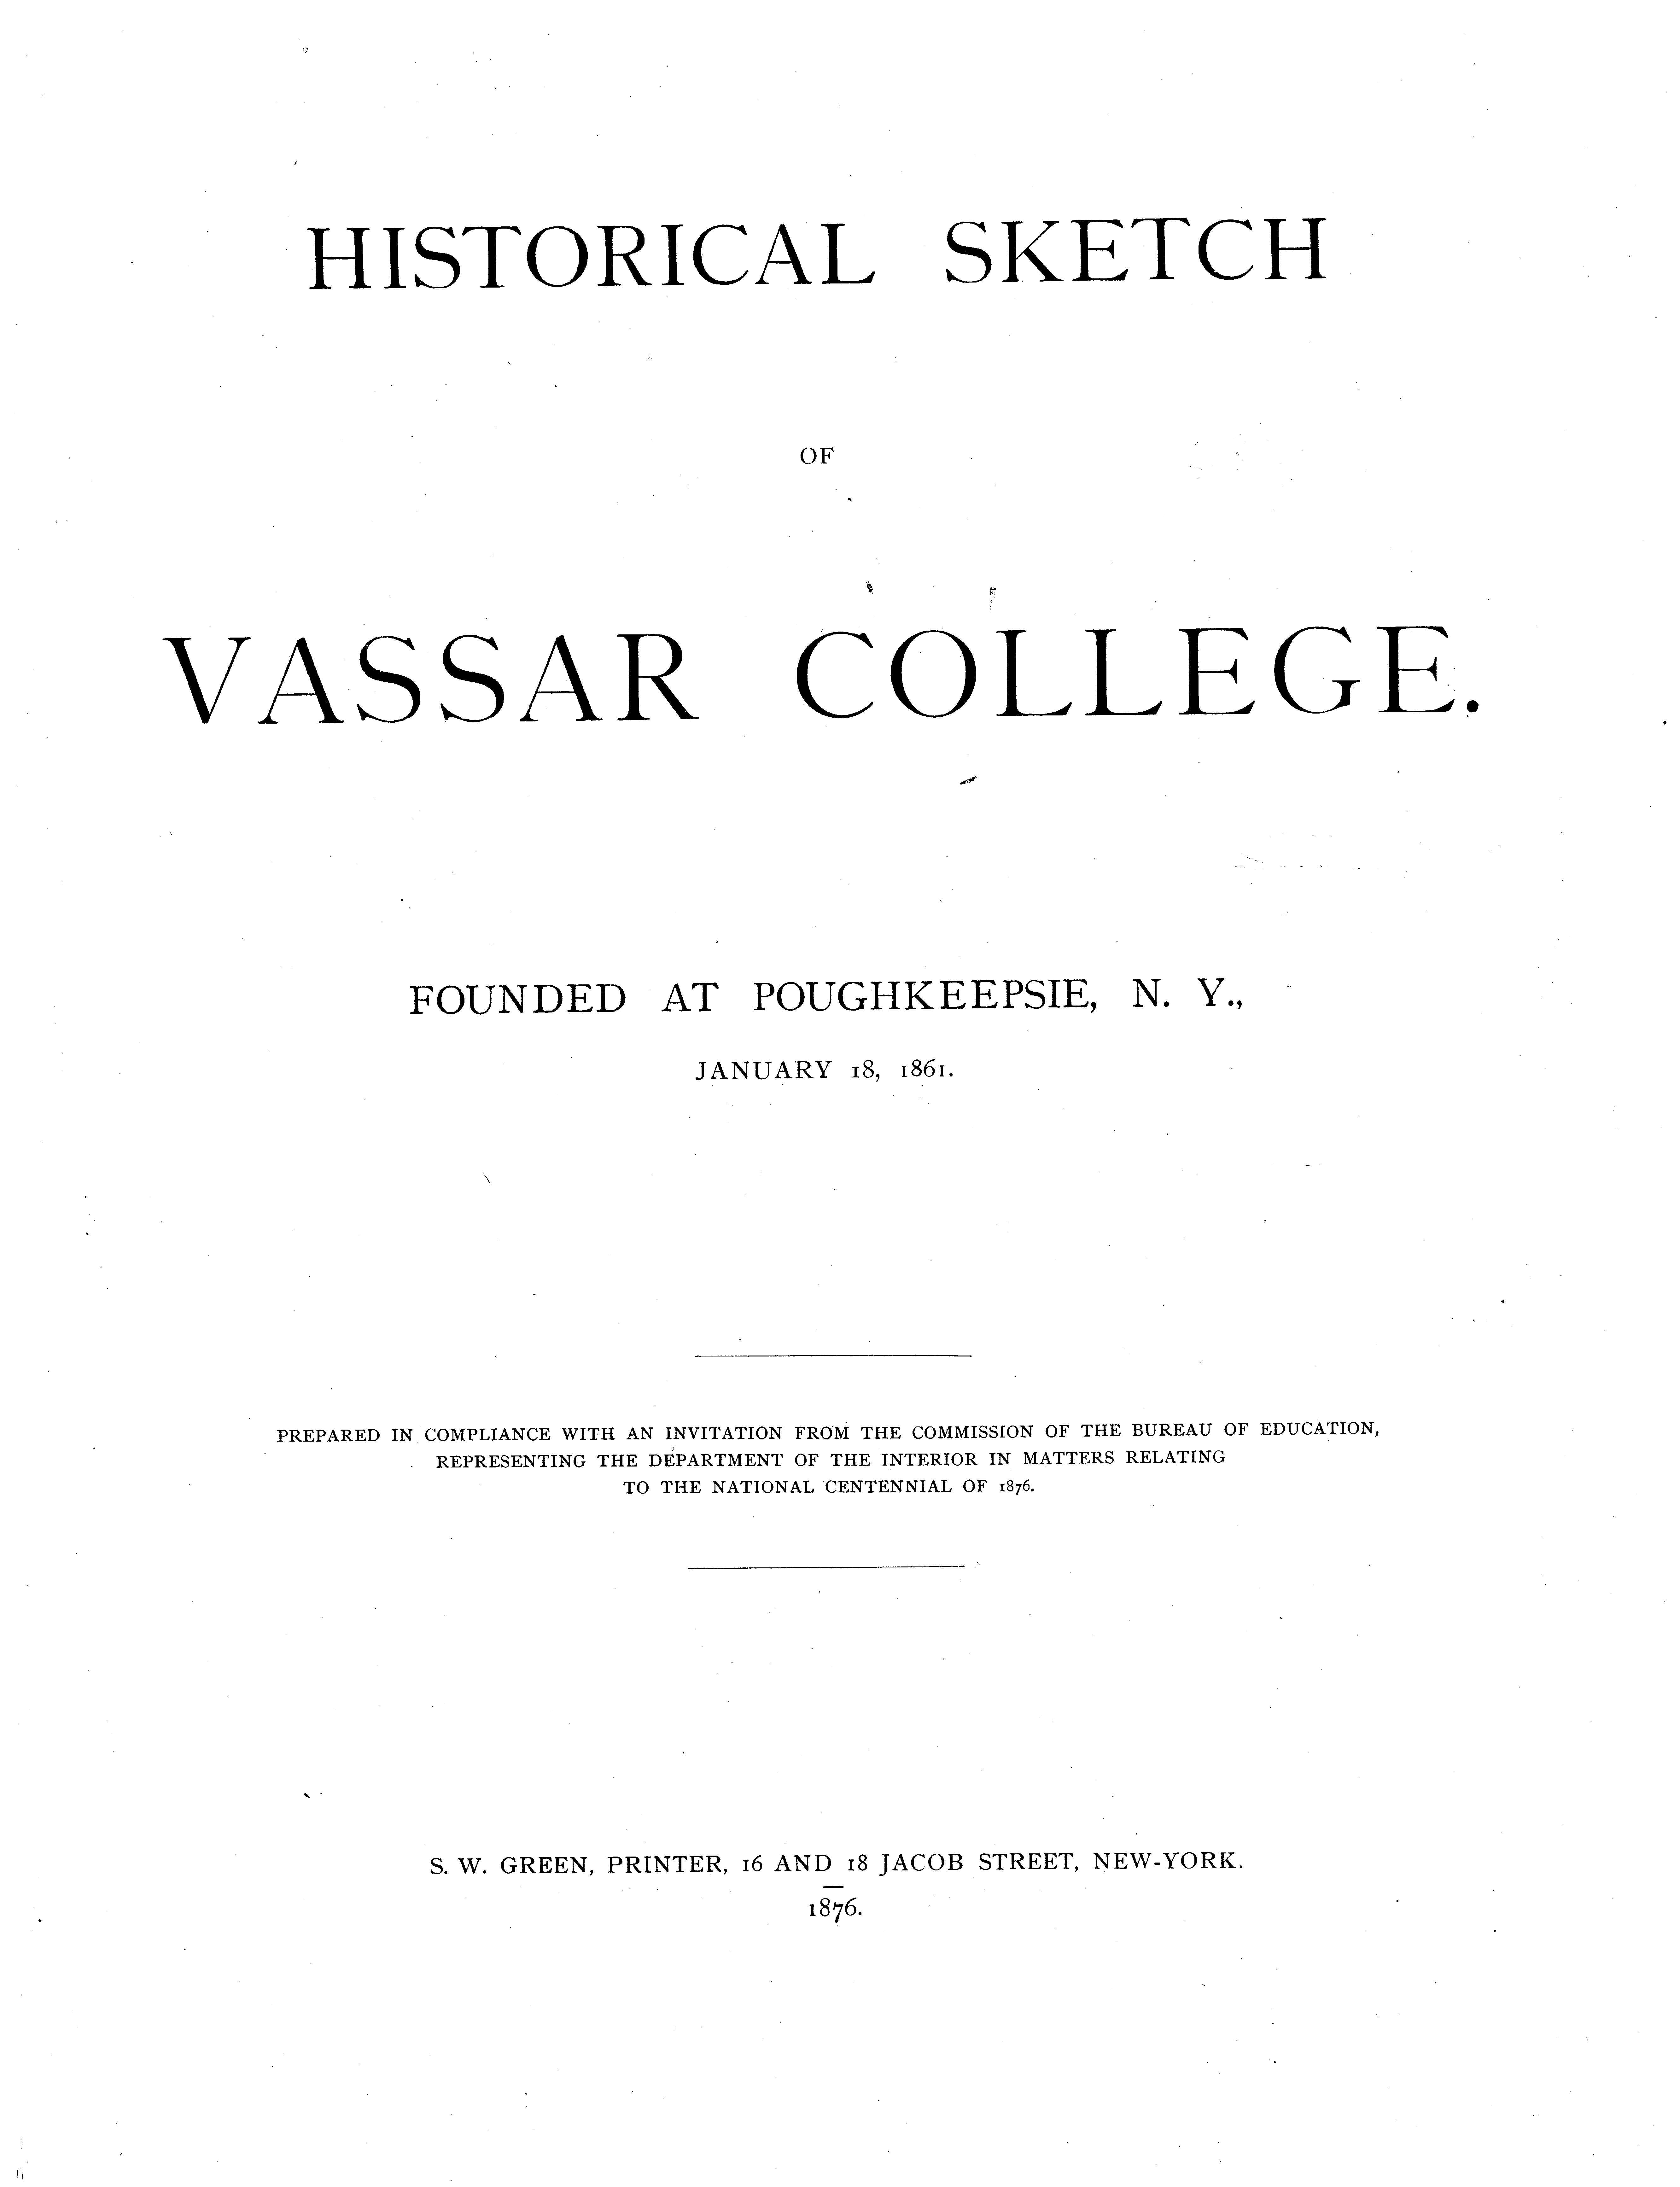 HISTORICAL SKETCH
OF
VASSAR COLLEGE.
FOUNDED AT POUGHKEEPSIE, N. Y.,
JANUARY 18, 1861.
PREPARED IN COMPLIANCE WITH AN INVITATION FROM THE COMMISSION OF THE BUREAU OF EDUCATION,
REPRESENTING THE DEPARTMENT OF THE INTERIOR IN MATTERS RELATING
TO THE NATIONAL CENTENNIAL OF 1876.
S. W. GREEN, PRINTER, 16 AND 18 JACOB STREET, NEW-YORK.
1876.